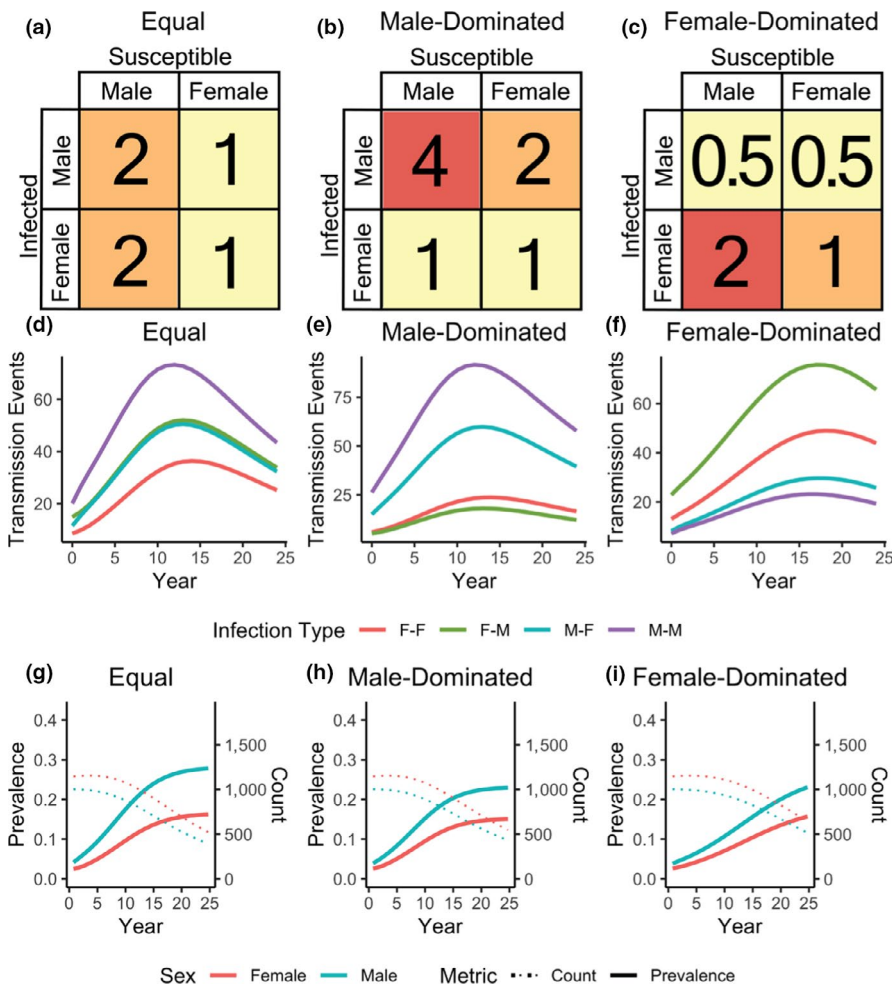 (a) Equal (b) Male-Dominated (c) Female-Dominated
Susceptible Susceptible Susceptible
Male Female Male Female Male Female
Infected Male 2 1 Infected Male 4 2 Infected Male 0.5 0.5
Female 2 1 Female 1 1 Female 2 1
(d) Equal (e) Male-Dominated (f) Female-Dominated
Transmission Events 60 40 20
0 5 10 15 20 25
Year
Transmission Events 75 50 25
0 5 10 15 20 25
Year
Transmission Events 60 40 20
0 5 10 15 20 25
Year
Infection Type F-F F-M M-F M-M
(g) Equal (h) Male-Dominated (i) Female-Dominated
Prevalence 0.4 0.3 0.2 0.1 0.0
1,500 1,000 500 0 Count
0 5 10 15 20 25
Year
Prevalence 0.4 0.3 0.2 0.1 0.0
1,500 1,000 500 0 Count
0 5 10 15 20 25
Year
Prevalence 0.4 0.3 0.2 0.1 0.0
1,500 1,000 500 0 Count
0 5 10 15 20 25
Year
Sex Female Male Metric Count Prevalence